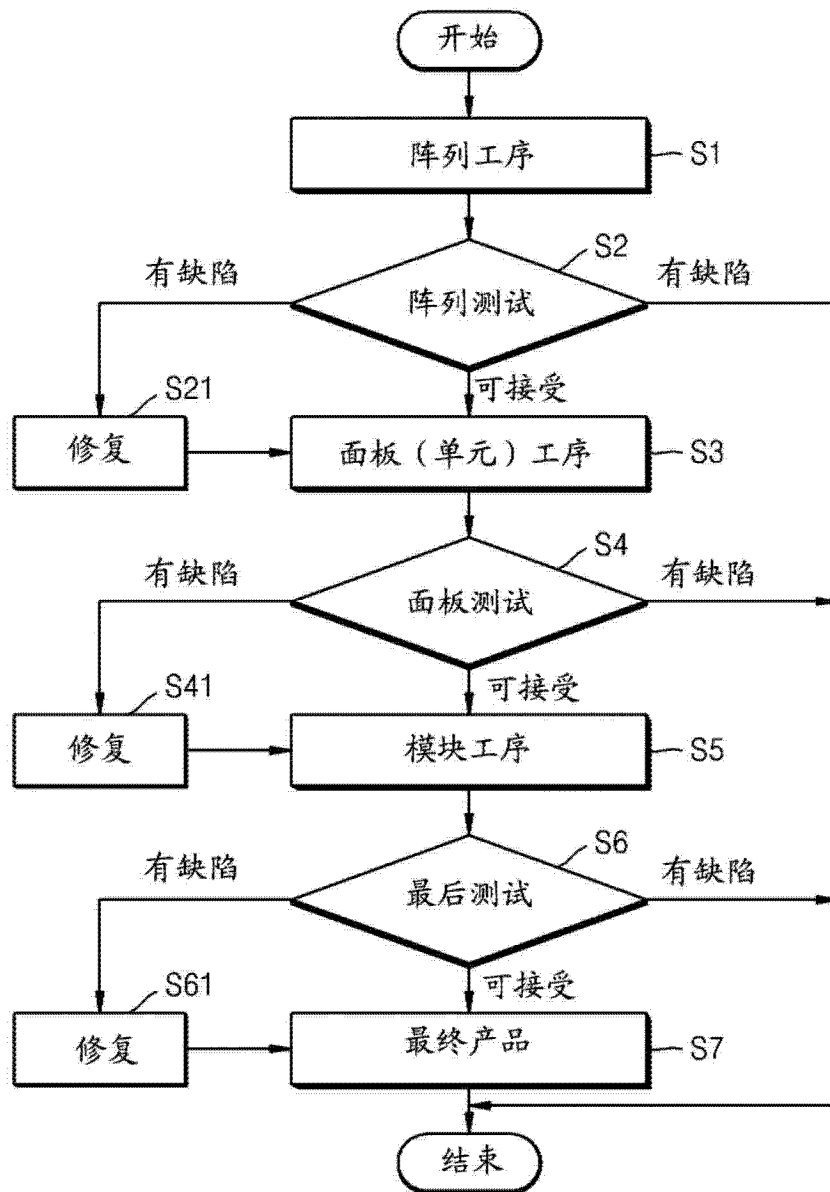 开始
阵列工序
S1
S2
有缺陷
有缺陷
阵列测试
可接受
S21
修复
面板（单元）工序
S3
S4
有缺陷
有缺陷
面板测试
可接受
S41
修复
模块工序
S5
S6
有缺陷
有缺陷
最后测试
可接受
S61
修复
最终产品
S7
结束